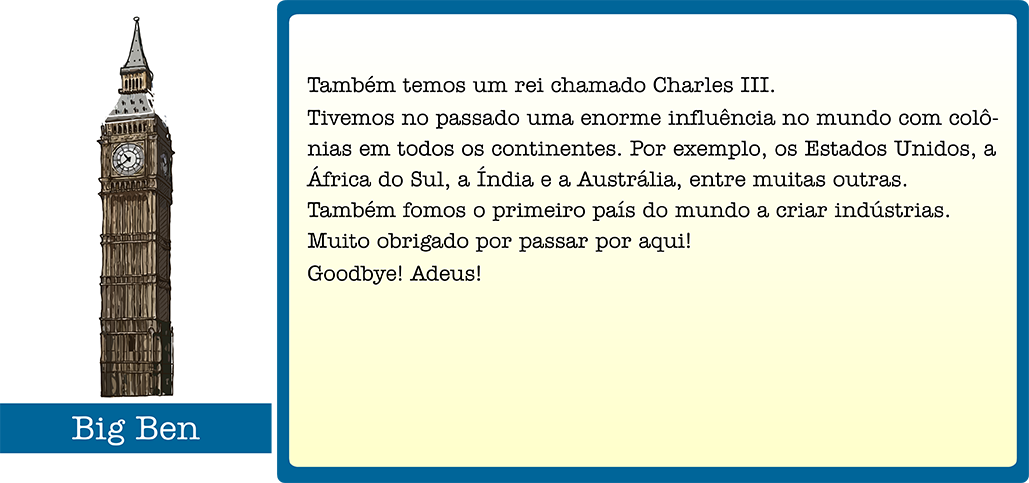 Também temos um rei chamado Charles III.
Tivemos no passado uma enorme influência no mundo com colô-
nias em todos os continentes. Por exemplo, os Estados Unidos, a
África do Sul, a Índia e a Austrália, entre muitas outras.
Também fomos o primeiro país do mundo a criar indústrias.
Muito obrigado por passar por aqui!
Goodbye! Adeus!
Big Ben